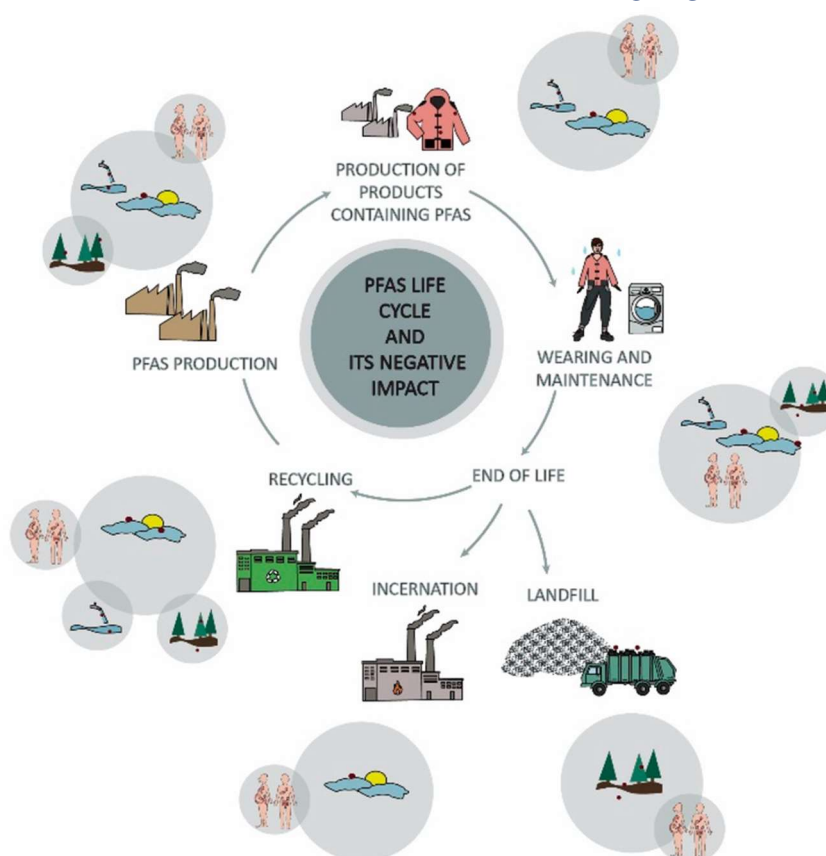 PRODUCTION OF
PRODUCTS
CONTAINING PFAS
PFAS LIFE
CYCLE
AND
ITS NEGATIVE
IMPACT
PFAS PRODUCTION
WEARING AND
MAINTENANCE
RECYCLING
END OF LIFE
INCERNATION
LANDFILL